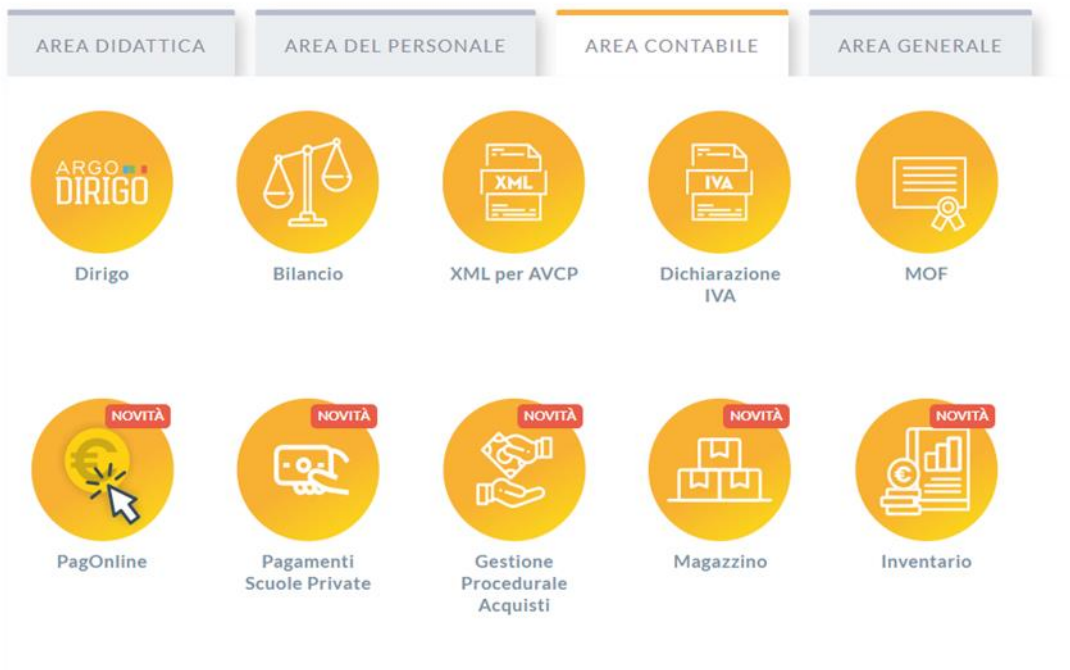 AREA DIDATTICA
AREA DEL PERSONALE
AREA CONTABILE
AREA GENERALE
ARGO
DIRIGO
XML
IVA
Dirigo
Bilancio
XML per AVCP
Dichiarazione
IVA
MOF
NOVITÀ
NOVITÀ
NOVITÀ
NOVITÀ
NOVITÀ
€
€
PagOnline
Pagamenti
Scuole Private
Gestione
Procedurale
Acquisti
Magazzino
Inventario